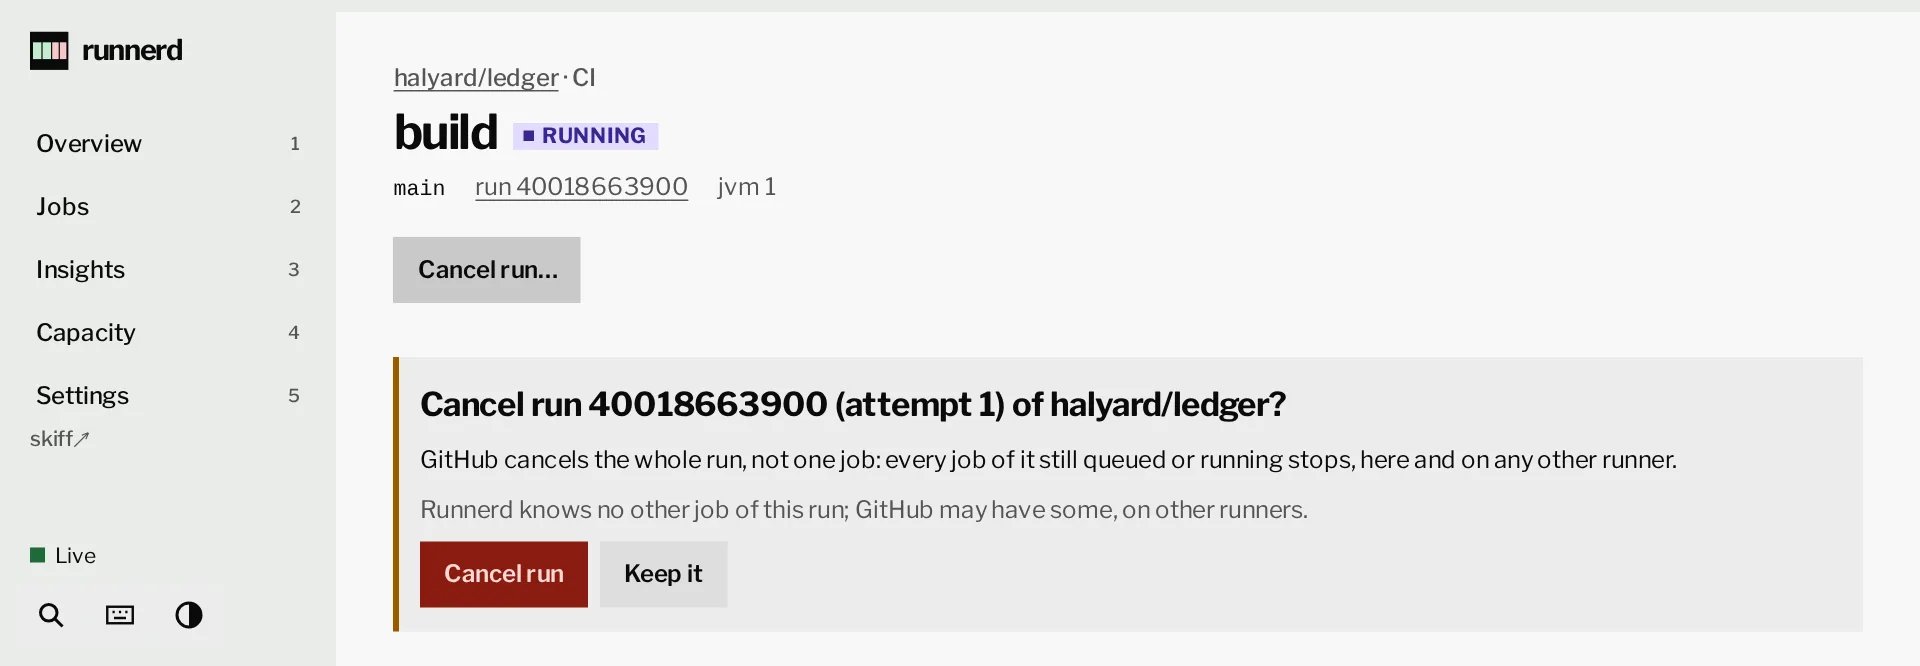 runnerd
Overview 1
Jobs 2
Insights 3
Capacity 4
Settings 5
skiff↗
Live
halyard/ledger · CI
build RUNNING
main run 40018663900 jvm 1
Cancel run…
Cancel run 40018663900 (attempt 1) of halyard/ledger?
GitHub cancels the whole run, not one job: every job of it still queued or running stops, here and on any other runner.
Runnerd knows no other job of this run; GitHub may have some, on other runners.
Cancel run Keep it